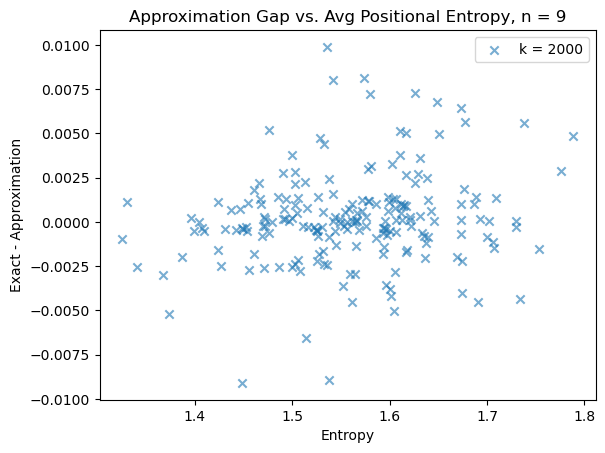 Approximation Gap vs. Avg Positional Entropy, n = 9
k = 2000
0.0100
0.0075
0.0050
0.0025
0.0000
−0.0025
−0.0050
−0.0075
−0.0100
Exact - Approximation
1.4 1.5 1.6 1.7 1.8
Entropy